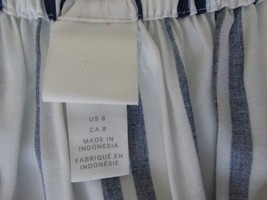 US 8
CA 8
MADE IN
INDONESIA
FABRIQUÉ EN
INDONÉSIE